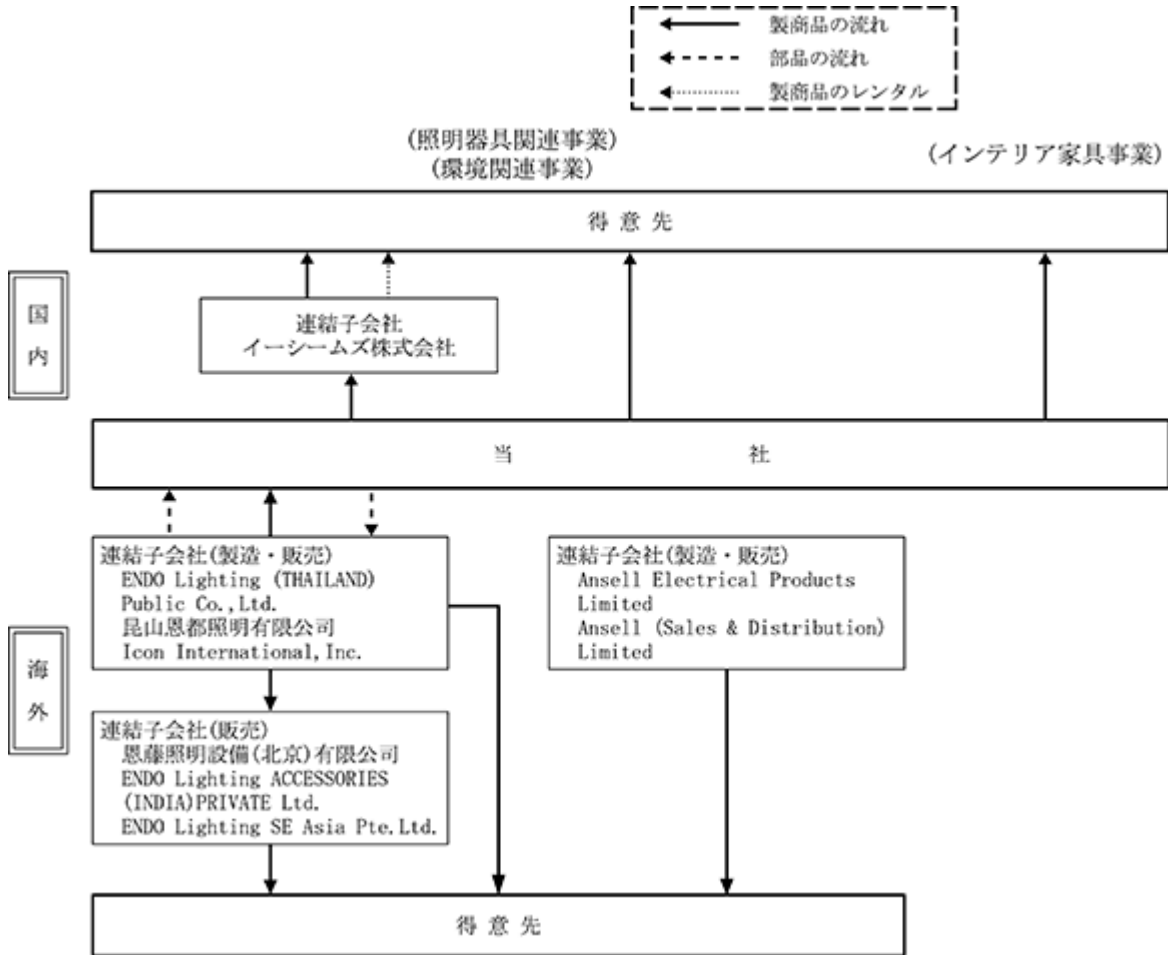 製商品の流れ
部品の流れ
製商品のレンタル
(照明器具関連事業)
(環境関連事業)
(インテリア家具事業)
得意先
国内
連結子会社
イーシームズ株式会社
当社
連結子会社(製造・販売)
ENDO Lighting (THAILAND)
Public Co.,Ltd.
昆山恩都照明有限公司
Icon International,Inc.
連結子会社(製造・販売)
Ansell Electrical Products
Limited
Ansell (Sales & Distribution)
Limited
海外
連結子会社(販売)
恩藤照明設備(北京)有限公司
ENDO Lighting ACCESSORIES
(INDIA)PRIVATE Ltd.
ENDO Lighting SE Asia Pte.Ltd.
得意先